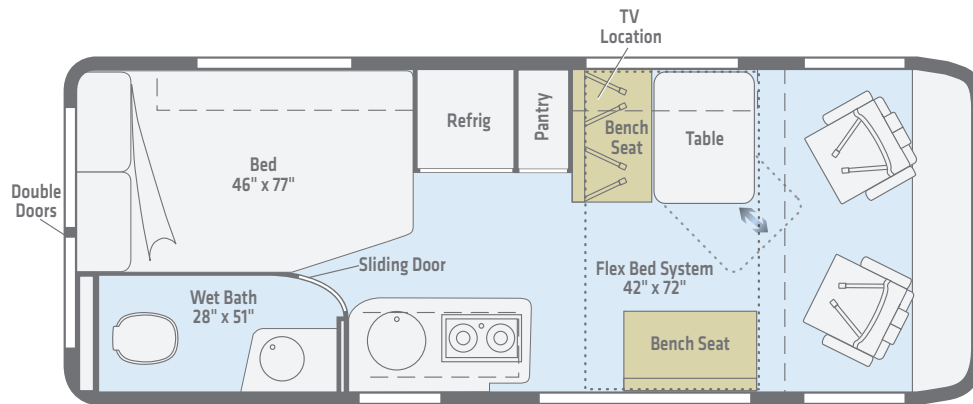 TV
Location
Refrig
Pantry
Bench
Seat
Table
Bed
46" x 77"
Double
Doors
Sliding Door
Flex Bed System
42" x 72"
Wet Bath
28" x 51"
Bench Seat